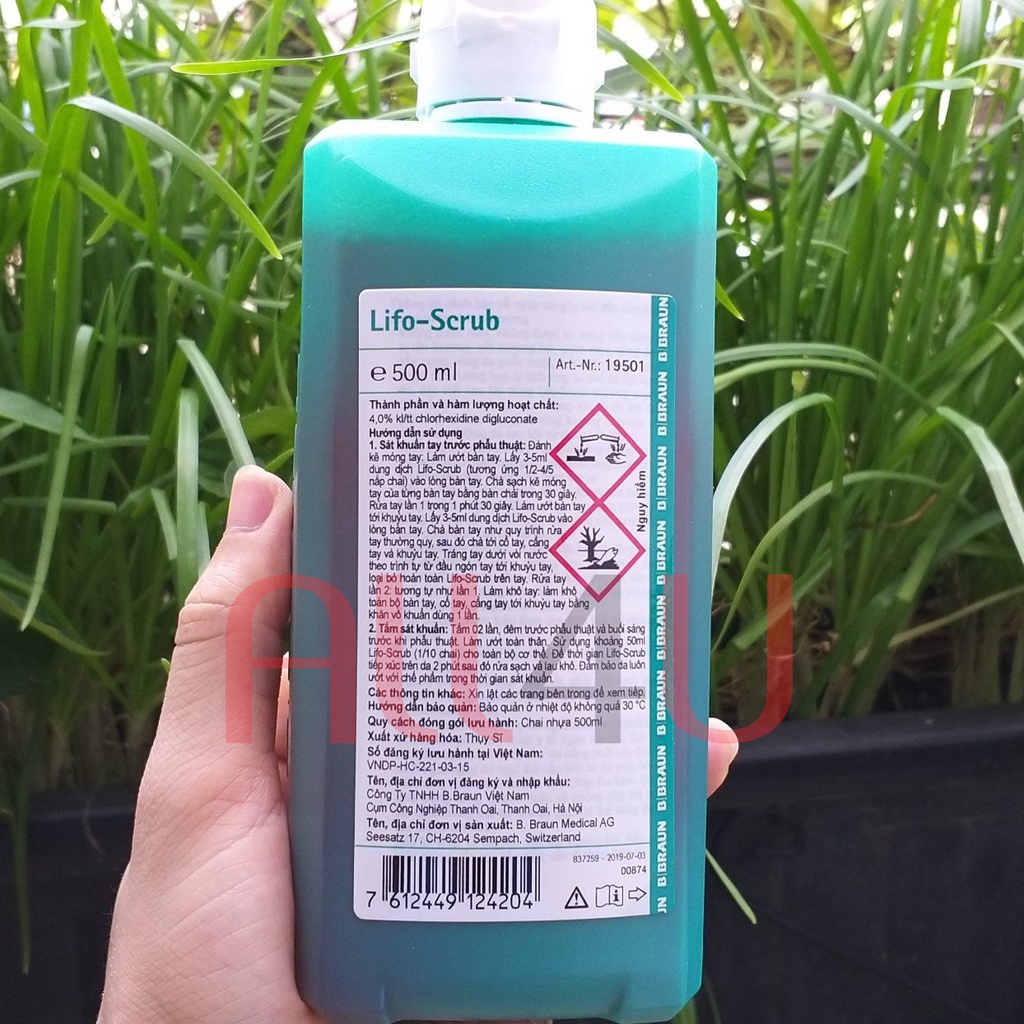 Lifo-Scrub
℮ 500 ml
Art.-Nr.: 19501
Thành phần và hàm lượng hoạt chất:
4,0% kl/tt chlorhexidine digluconate
Hướng dẫn sử dụng
1. Sát khuẩn tay trước phẫu thuật: Đánh
kẽ móng tay: Làm ướt bàn tay. Lấy 3-5ml
dung dịch Lifo-Scrub (tương ứng 1/2-4/5
nắp chai) vào lòng bàn tay. Chà sạch kẽ móng
tay của từng bàn tay bằng bàn chải trong 30 giây.
Rửa tay lần 1 trong 1 phút 30 giây. Làm ướt bàn tay
tới khuỷu tay. Lấy 3-5ml dung dịch Lifo-Scrub vào
lòng bàn tay. Chà bàn tay như quy trình rửa
tay thường quy, sau đó chà tới cổ tay, cẳng
tay và khuỷu tay. Tráng tay dưới vòi nước
theo trình tự từ đầu ngón tay tới khuỷu tay,
loại bỏ hoàn toàn Lifo-Scrub trên tay. Rửa tay
lần 2: tương tự như lần 1. Làm khô tay: làm khô
toàn bộ bàn tay, cổ tay, cẳng tay tới khuỷu tay bằng
khăn vô khuẩn dùng 1 lần.
Nguy hiểm
2. Tắm sát khuẩn: Tắm 02 lần, đêm trước phẫu thuật và buổi sáng
trước khi phẫu thuật. Làm ướt toàn thân. Sử dụng khoảng 50ml
Lifo-Scrub (1/10 chai) cho toàn bộ cơ thể. Để thời gian Lifo-Scrub
tiếp xúc trên da 2 phút sau đó rửa sạch và lau khô. Đảm bảo da luôn
ướt với chế phẩm trong thời gian sát khuẩn.
Các thông tin khác: Xin lật các trang bên trong để xem tiếp.
Hướng dẫn bảo quản: Bảo quản ở nhiệt độ không quá 30 °C
Quy cách đóng gói lưu hành: Chai nhựa 500ml
Xuất xứ hàng hóa: Thụy Sĩ
Số đăng ký lưu hành tại Việt Nam:
VNDP-HC-221-03-15
Tên, địa chỉ đơn vị đăng ký và nhập khẩu:
Công Ty TNHH B.Braun Việt Nam
Cụm Công Nghiệp Thanh Oai, Thanh Oai, Hà Nội
Tên, địa chỉ đơn vị sản xuất: B. Braun Medical AG
Seesatz 17, CH-6204 Sempach, Switzerland
837259 - 2019-07-03
00874
7 612449 124204
B BRAUN B BRAUN B BRAUN B BRAUN B BRAUN B BRAUN B BRAUN B BRAUN
ALL4U